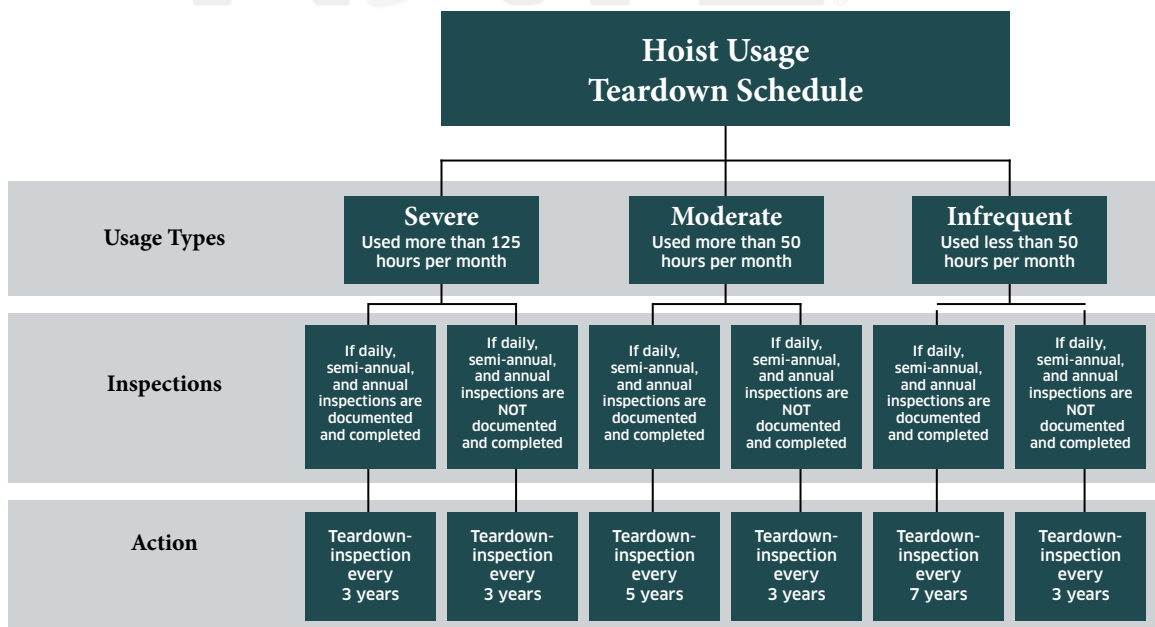 Hoist Usage
Teardown Schedule
Usage Types
Severe
Used more than 125
hours per month
Moderate
Used more than 50
hours per month
Infrequent
Used less than 50
hours per month
Inspections
If daily,
semi-annual,
and annual
inspections are
documented
and completed
If daily,
semi-annual,
and annual
inspections are
NOT
documented
and completed
If daily,
semi-annual,
and annual
inspections are
documented
and completed
If daily,
semi-annual,
and annual
inspections are
NOT
documented
and completed
If daily,
semi-annual,
and annual
inspections are
documented
and completed
If daily,
semi-annual,
and annual
inspections are
NOT
documented
and completed
Action
Teardown-
inspection
every
3 years
Teardown-
inspection
every
3 years
Teardown-
inspection
every
5 years
Teardown-
inspection
every
3 years
Teardown-
inspection
every
7 years
Teardown-
inspection
every
3 years